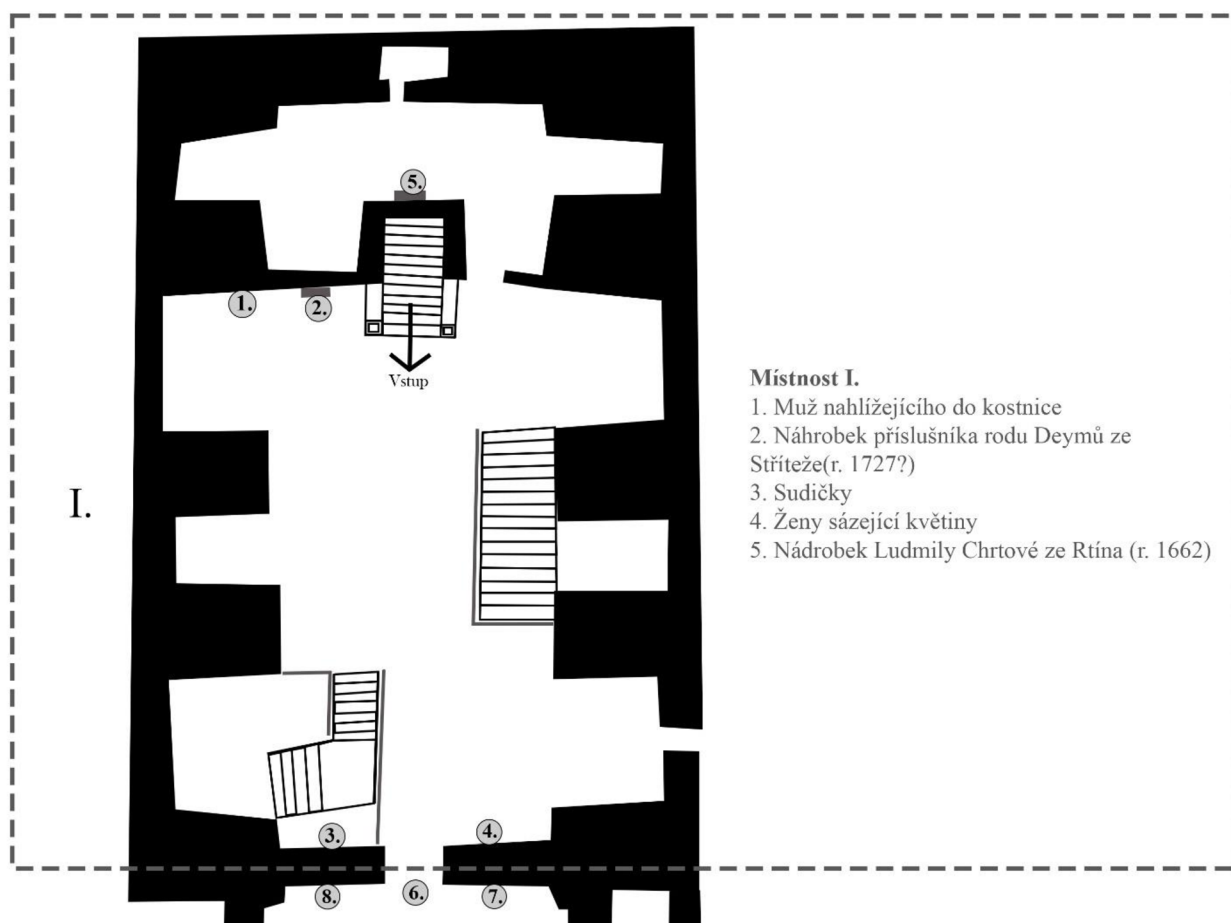 5.
1.
2.
Vstup
I.
Místnost I.
1. Muž nahlížejícího do kostnice
2. Náhrobek příslušníka rodu Deymů ze
Stříteže(r. 1727?)
3. Sudičky
4. Ženy sázející květiny
5. Nádrobek Ludmily Chrtové ze Rtína (r. 1662)
3.
4.
8.
6.
7.